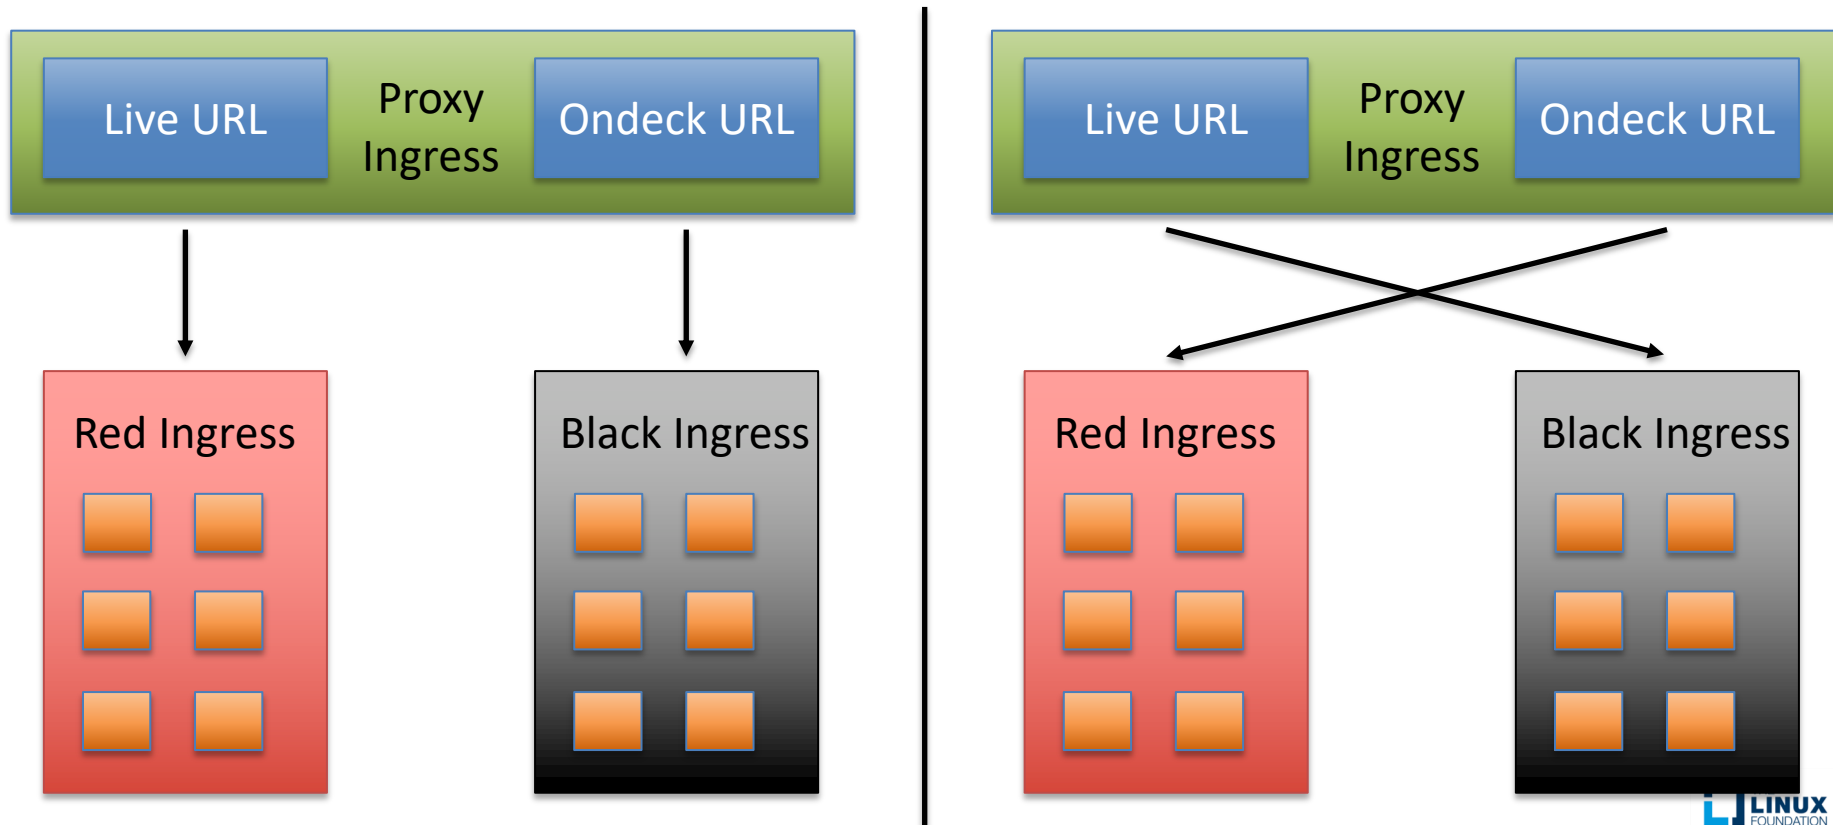 Live URL
Proxy
Ingress
Ondeck URL
Red Ingress
Black Ingress
Live URL
Proxy
Ingress
Ondeck URL
Red Ingress
Black Ingress
LINUX
FOUNDATION